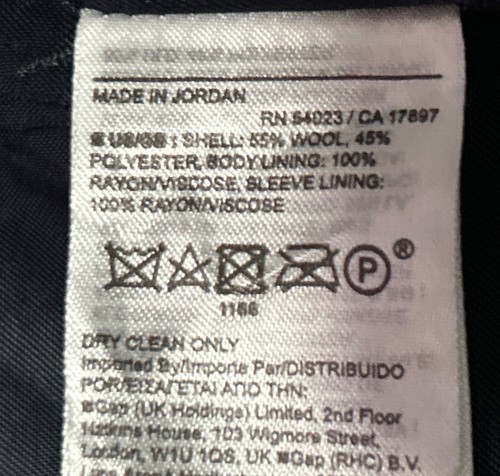 MADE IN JORDAN
RN 54023 / CA 17897
US/GB : SHELL: 55% WOOL, 45%
POLYESTER, BODY LINING: 100%
RAYON/VISCOSE, SLEEVE LINING:
100% RAYON/VISCOSE
P ®
1166
DRY CLEAN ONLY
Imported By/Importe Par/DISTRIBUIDO
POR/ΕΙΣΑΓΕΤΑΙ ΑΠΟ ΤΗΝ:
Gap (UK Holdings) Limited, 2nd Floor
House, 103 Wigmore Street,
London, W1U 1QS, UK Gap (RHC) B.V.